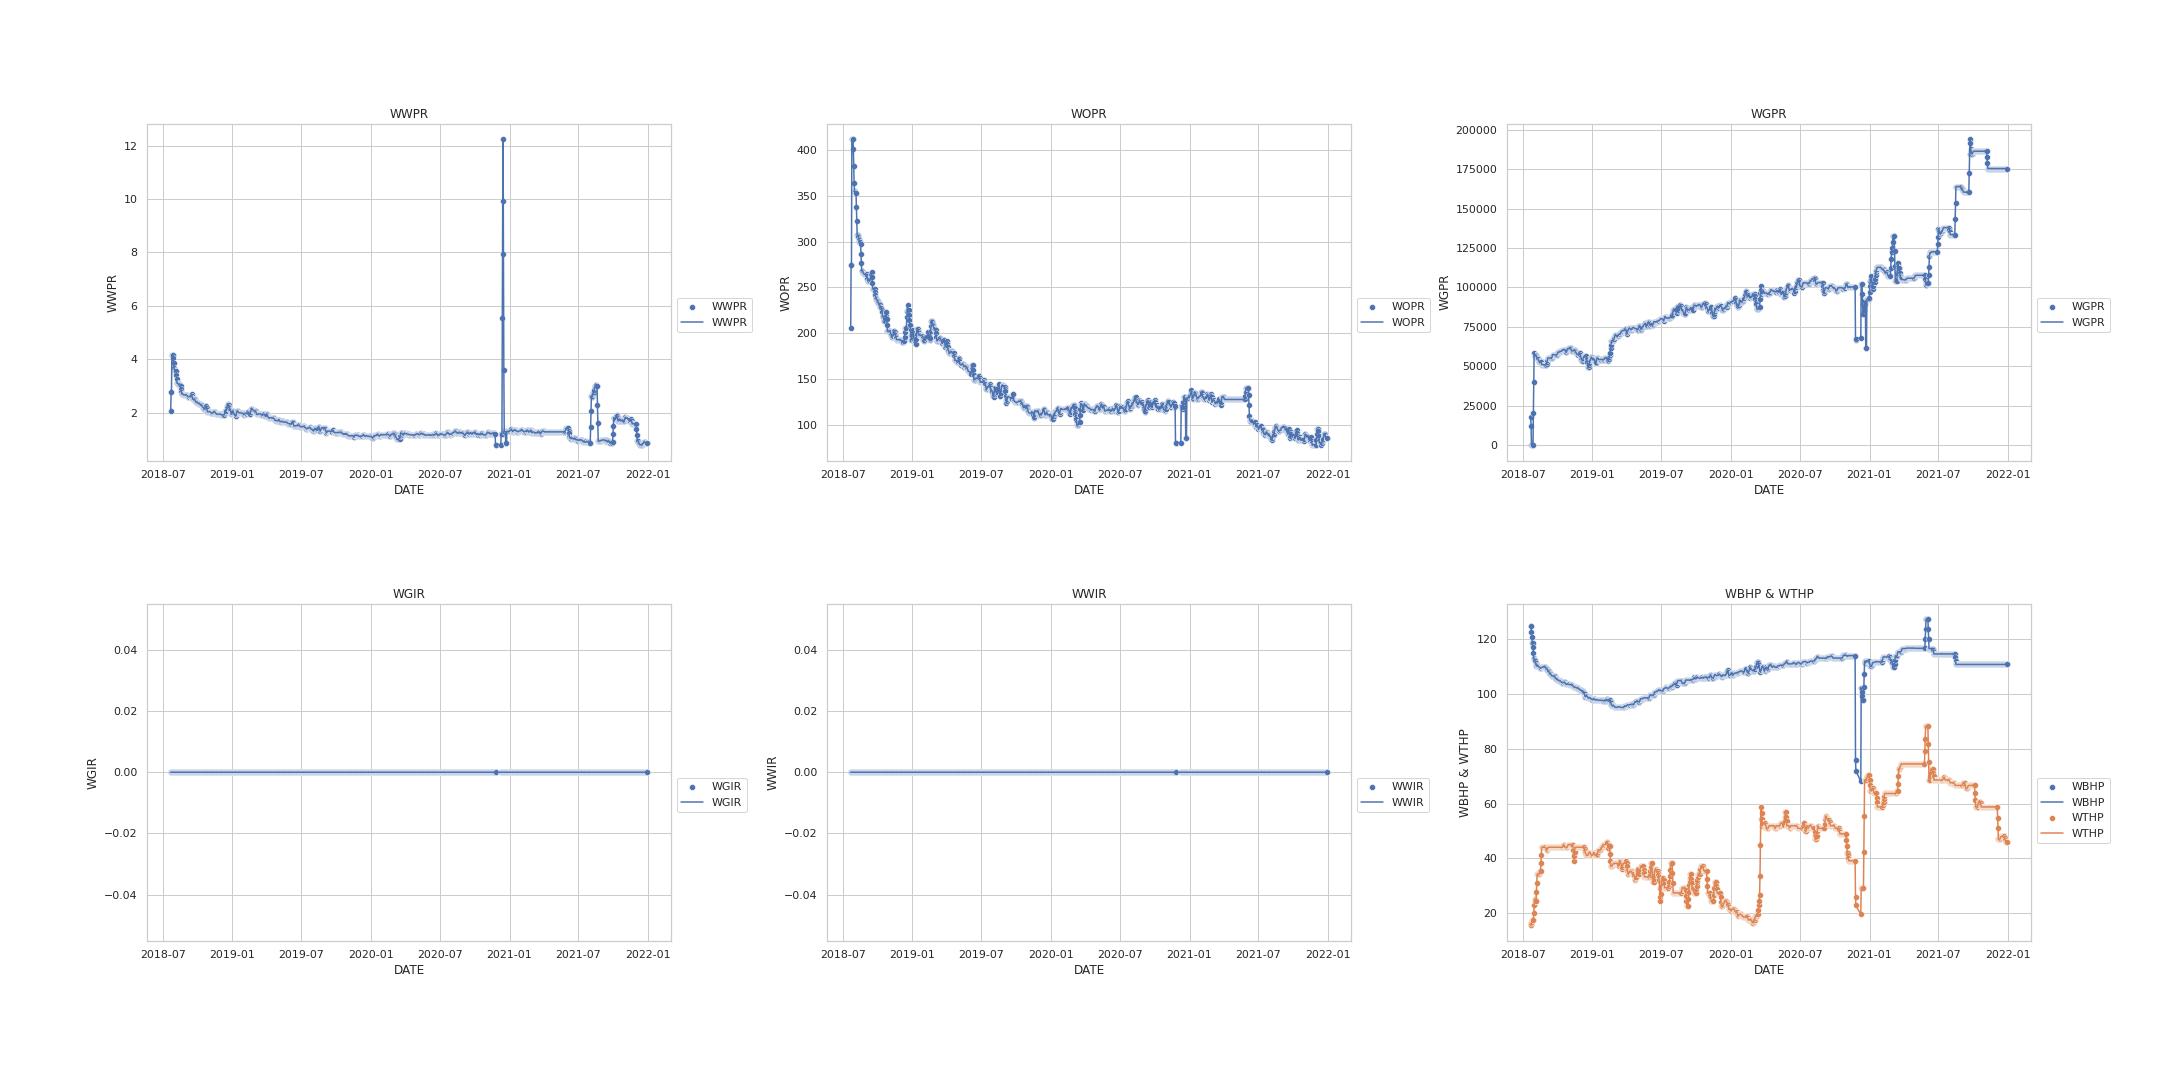 WWPR
12
10
8
6
4
2
WWPR
2018-07 2019-01 2019-07 2020-01 2020-07 2021-01 2021-07 2022-01
DATE
WWPR
WWPR
WOPR
400
350
300
250
200
150
100
WOPR
2018-07 2019-01 2019-07 2020-01 2020-07 2021-01 2021-07 2022-01
DATE
WOPR
WOPR
WGPR
200000
175000
150000
125000
100000
75000
50000
25000
0
WGPR
2018-07 2019-01 2019-07 2020-01 2020-07 2021-01 2021-07 2022-01
DATE
WGPR
WGPR
WGIR
0.04
0.02
0.00
−0.02
−0.04
WGIR
2018-07 2019-01 2019-07 2020-01 2020-07 2021-01 2021-07 2022-01
DATE
WGIR
WGIR
WWIR
0.04
0.02
0.00
−0.02
−0.04
WWIR
2018-07 2019-01 2019-07 2020-01 2020-07 2021-01 2021-07 2022-01
DATE
WWIR
WWIR
WBHP & WTHP
120
100
80
60
40
20
WBHP & WTHP
2018-07 2019-01 2019-07 2020-01 2020-07 2021-01 2021-07 2022-01
DATE
WBHP
WBHP
WTHP
WTHP